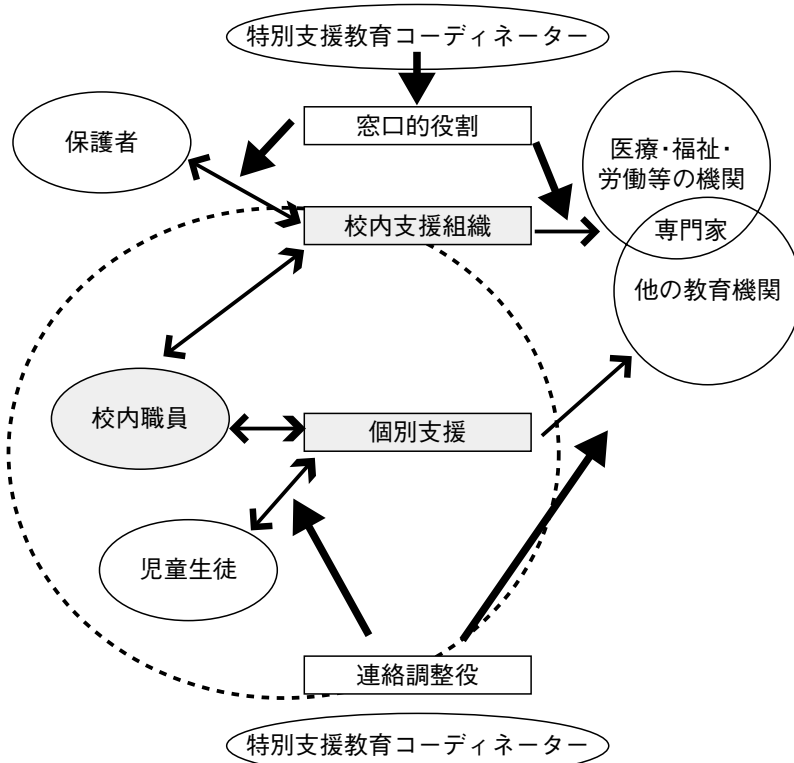 特別支援教育コーディネーター
窓口的役割
保護者
医療・福祉・
労働等の機関
校内支援組織
専門家
他の教育機関
校内職員
個別支援
児童生徒
連絡調整役
特別支援教育コーディネーター